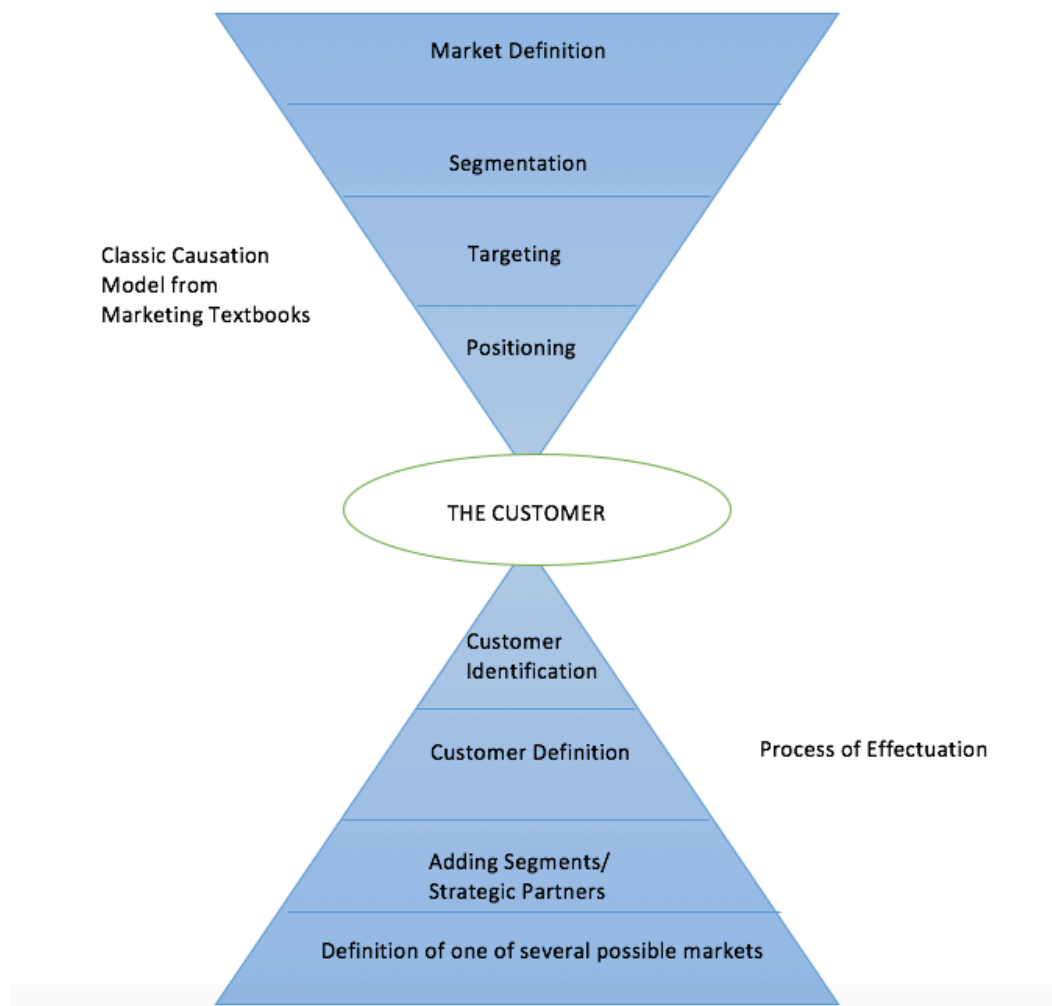 Market Definition
Segmentation
Targeting
Classic Causation
Model from
Marketing Textbooks
Positioning
THE CUSTOMER
Customer
Identification
Customer Definition
Process of Effectuation
Adding Segments/
Strategic Partners
Definition of one of several possible markets